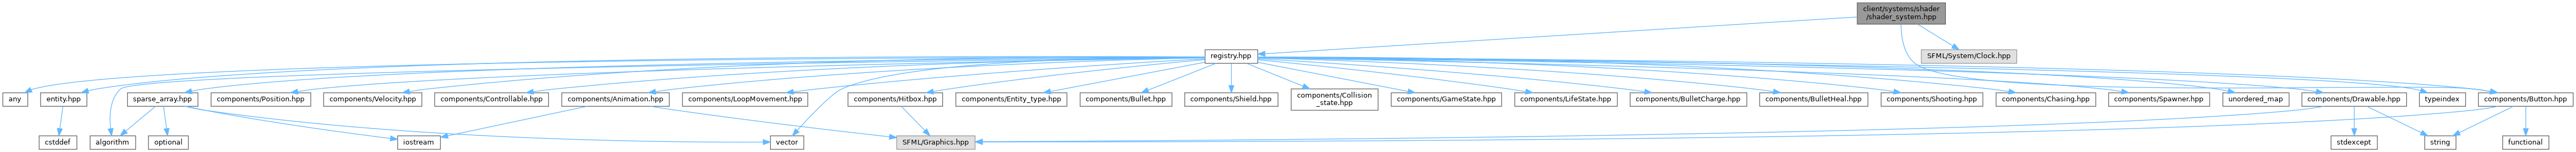 client/systems/shader
/shader_system.hpp
registry.hpp
SFML/System/Clock.hpp
any
entity.hpp
sparse_array.hpp
components/Position.hpp
components/Velocity.hpp
components/Controllable.hpp
components/Animation.hpp
components/LoopMovement.hpp
components/Hitbox.hpp
components/Entity_type.hpp
components/Bullet.hpp
components/Shield.hpp
components/Collision
_state.hpp
components/GameState.hpp
components/LifeState.hpp
components/BulletCharge.hpp
components/BulletHeal.hpp
components/Shooting.hpp
components/Chasing.hpp
components/Spawner.hpp
unordered_map
components/Drawable.hpp
typeindex
components/Button.hpp
cstddef
algorithm
optional
iostream
vector
SFML/Graphics.hpp
stdexcept
string
functional